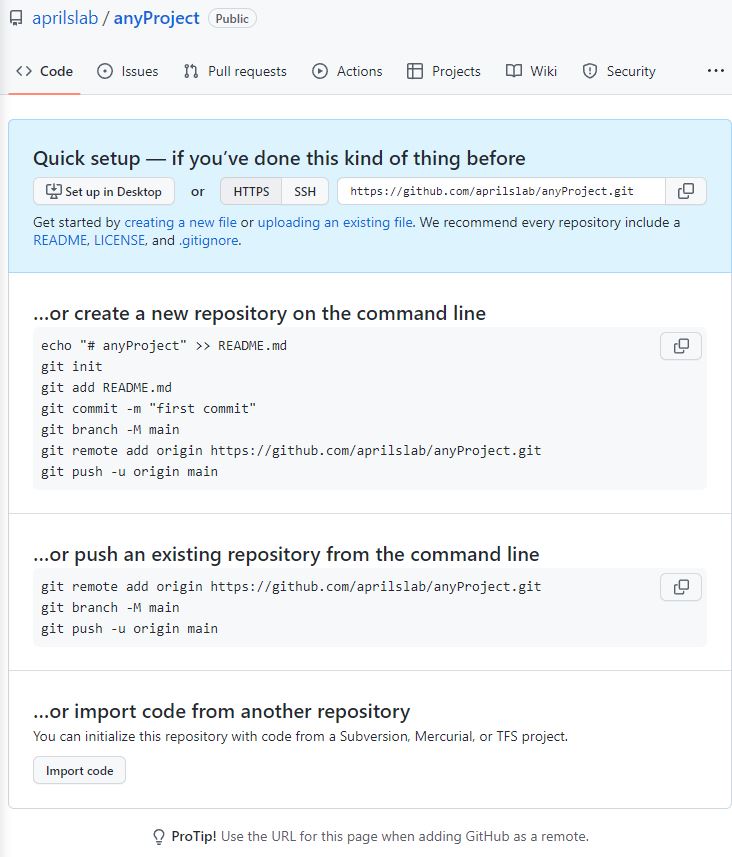 aprilslab / anyProject Public
Code Issues Pull requests Actions Projects Wiki Security ...
Quick setup — if you’ve done this kind of thing before
Set up in Desktop or HTTPS SSH https://github.com/aprilslab/anyProject.git
Get started by creating a new file or uploading an existing file. We recommend every repository include a
README, LICENSE, and .gitignore.
…or create a new repository on the command line
echo "# anyProject" >> README.md
git init
git add README.md
git commit -m "first commit"
git branch -M main
git remote add origin https://github.com/aprilslab/anyProject.git
git push -u origin main
…or push an existing repository from the command line
git remote add origin https://github.com/aprilslab/anyProject.git
git branch -M main
git push -u origin main
…or import code from another repository
You can initialize this repository with code from a Subversion, Mercurial, or TFS project.
Import code
ProTip! Use the URL for this page when adding GitHub as a remote.